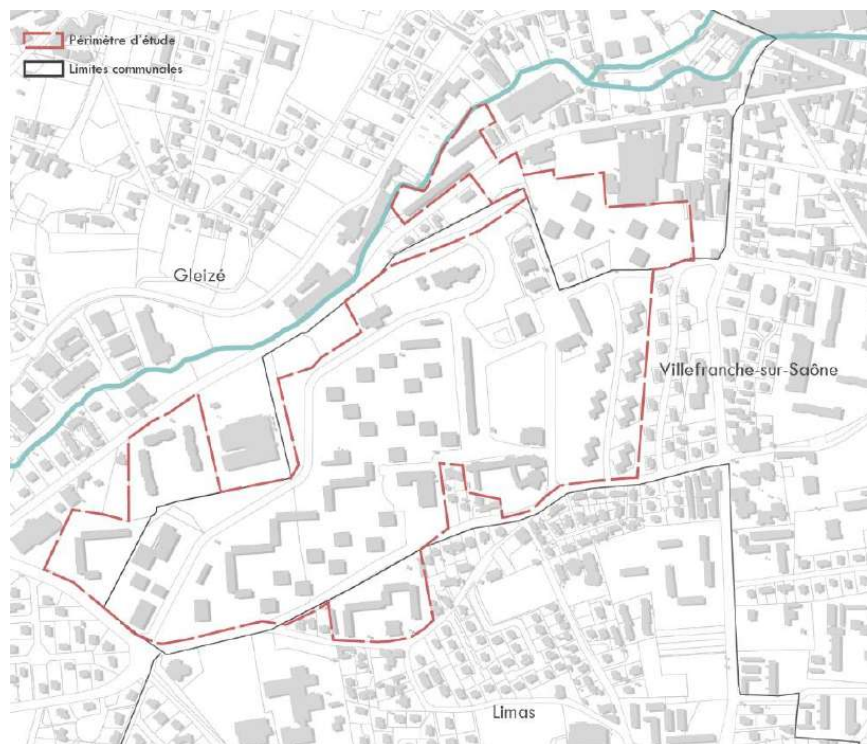 Périmètre d'étude
Limites communales
Gleizé
Villefranche-sur-Saône
Limas